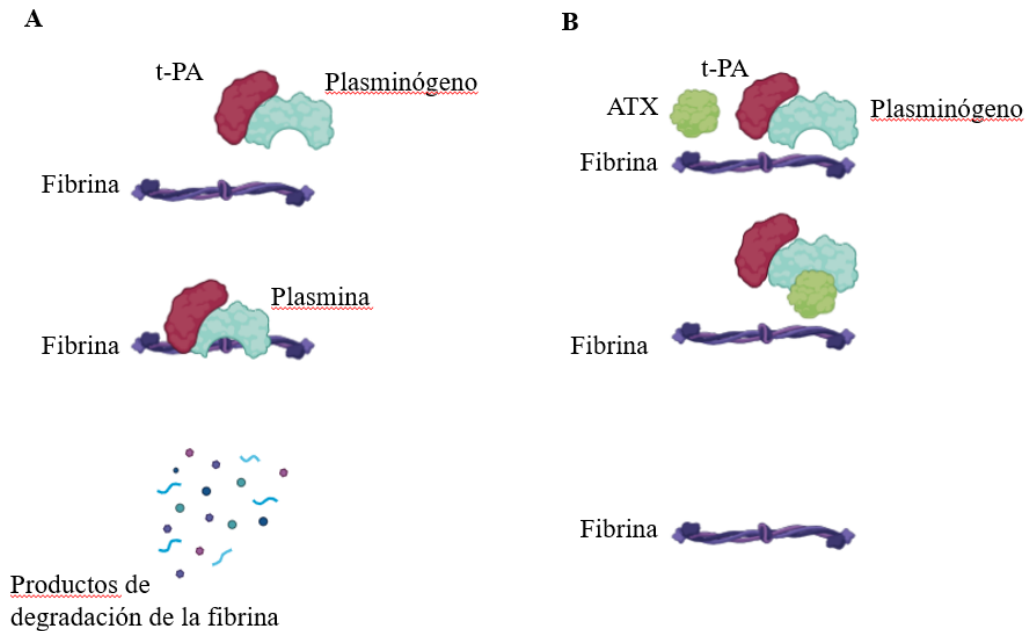 A
t-PA
Plasminógeno
Fibrina
Plasmina
Fibrina
Productos de
degradación de la fibrina
B
t-PA
ATX
Plasminógeno
Fibrina
Fibrina
Fibrina